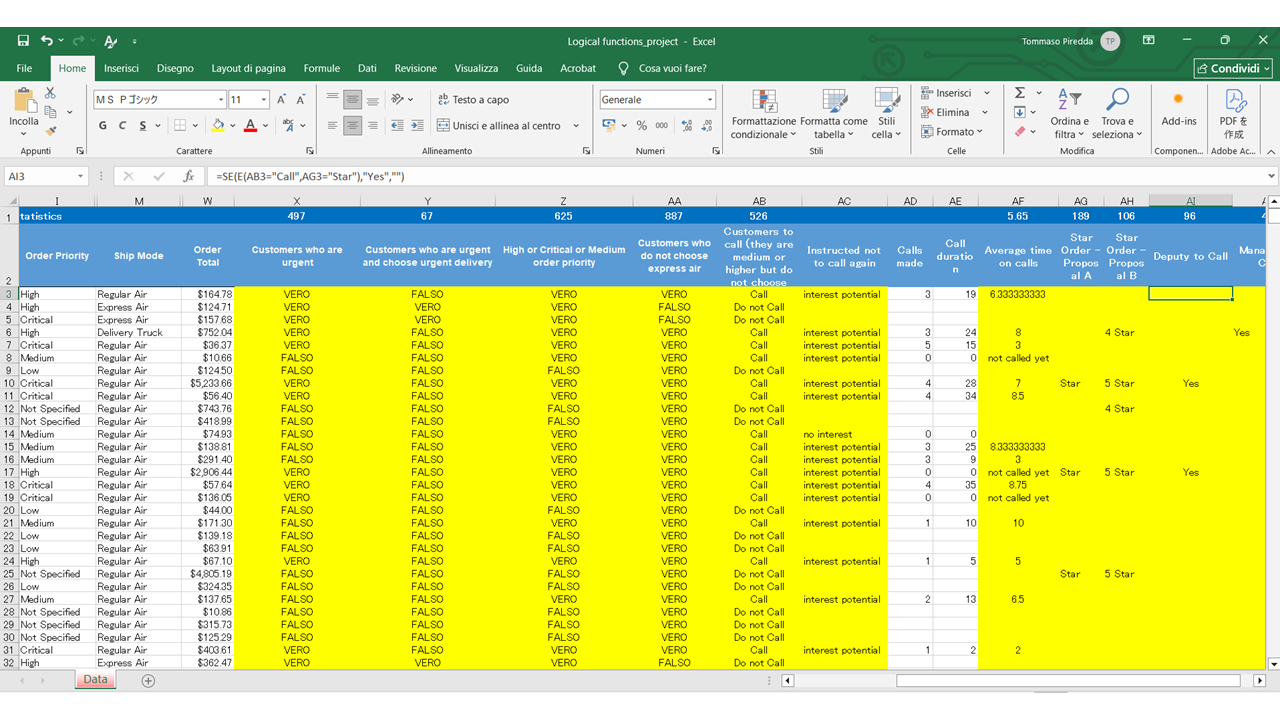 Logical functions_project - Excel
Tommaso Piredda TP
File Home Inserisci Disegno Layout di pagina Formule Dati Revisione Visualizza Guida Acrobat Cosa vuoi fare? Condividi
Incolla
Appunti
ＭＳ Ｐゴシック 11
G C S
Carattere
Testo a capo
Unisci e allinea al centro
Allineamento
Generale
% 000
Numeri
Formattazione condizionale
Formatta come tabella
Stili cella
Stili
Inserisci
Elimina
Formato
Celle
Ordina e filtra
Trova e seleziona
Modifica
Add-ins
Componen...
PDF を 作成
Adobe Ac...
AI3 fx =SE(E(AB3="Call",AG3="Star"),"Yes","")
I M W X Y Z AA AB AC AD AE AF AG AH AI
1 tatistics 497 67 625 887 526 5.65 189 106 96
2 Order Priority Ship Mode Order Total Customers who are urgent Customers who are urgent and choose urgent delivery High or Critical or Medium order priority Customers who do not choose express air Customers to call (they are medium or higher but do not choose Instructed not to call again Calls made Call duration Average time on calls Star Order - Proposal A Star Order - Proposal B Deputy to Call Mana
3 High Regular Air $164.78 VERO FALSO VERO VERO Call interest potential 3 19 6.333333333
4 High Express Air $124.71 VERO VERO VERO FALSO Do not Call
5 Critical Express Air $157.68 VERO VERO VERO FALSO Do not Call
6 High Delivery Truck $752.04 VERO FALSO VERO VERO Call interest potential 3 24 8 4 Star Yes
7 Critical Regular Air $36.37 VERO FALSO VERO VERO Call interest potential 5 15 3
8 Medium Regular Air $10.66 FALSO FALSO VERO VERO Call interest potential 0 0 not called yet
9 Low Regular Air $124.50 FALSO FALSO FALSO VERO Do not Call
10 Critical Regular Air $5,233.66 VERO FALSO VERO VERO Call interest potential 4 28 7 Star 5 Star Yes
11 Critical Regular Air $56.40 VERO FALSO VERO VERO Call interest potential 4 34 8.5
12 Not Specified Regular Air $743.76 FALSO FALSO FALSO VERO Do not Call 4 Star
13 Not Specified Regular Air $418.99 FALSO FALSO FALSO VERO Do not Call
14 Medium Regular Air $74.93 FALSO FALSO VERO VERO Call no interest 0 0
15 Medium Regular Air $138.81 FALSO FALSO VERO VERO Call interest potential 3 25 8.333333333
16 Medium Regular Air $291.40 FALSO FALSO VERO VERO Call interest potential 3 9 3
17 High Regular Air $2,906.44 VERO FALSO VERO VERO Call interest potential 0 0 not called yet Star 5 Star Yes
18 Critical Regular Air $57.64 VERO FALSO VERO VERO Call interest potential 4 35 8.75
19 Critical Regular Air $136.05 VERO FALSO VERO VERO Call interest potential 0 0 not called yet
20 Low Regular Air $44.00 FALSO FALSO FALSO VERO Do not Call
21 Medium Regular Air $171.30 FALSO FALSO VERO VERO Call interest potential 1 10 10
22 Low Regular Air $139.18 FALSO FALSO FALSO VERO Do not Call
23 Low Regular Air $63.91 FALSO FALSO FALSO VERO Do not Call
24 High Regular Air $67.10 VERO FALSO VERO VERO Call interest potential 1 5 5
25 Not Specified Regular Air $4,805.19 FALSO FALSO FALSO VERO Do not Call Star 5 Star
26 Low Regular Air $324.35 FALSO FALSO FALSO VERO Do not Call
27 Medium Regular Air $137.65 FALSO FALSO VERO VERO Call interest potential 2 13 6.5
28 Not Specified Regular Air $10.86 FALSO FALSO FALSO VERO Do not Call
29 Not Specified Regular Air $315.73 FALSO FALSO FALSO VERO Do not Call
30 Not Specified Regular Air $125.29 FALSO FALSO FALSO VERO Do not Call
31 Critical Regular Air $403.61 VERO FALSO VERO VERO Call interest potential 1 2 2
32 High Express Air $362.47 VERO VERO VERO FALSO Do not Call
Data